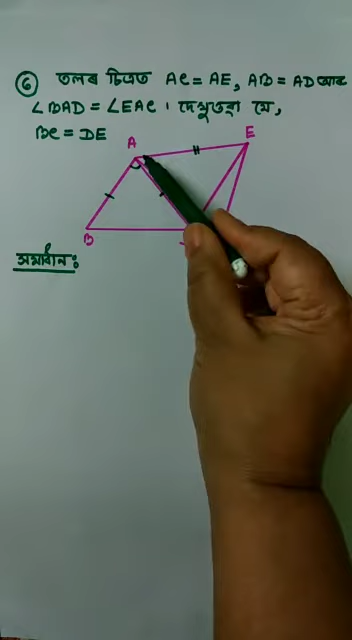 ⑥ তলৰ চিত্ৰত AC = AE, AB = AD আৰু
∠BAD = ∠EAC। দেখুওৱা যে,
BC = DE
A
E
B
সমাধান: